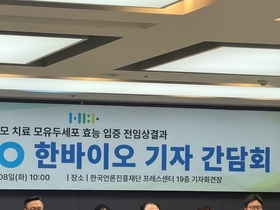 모 치료 모유두세포 효능 입증 전임상결과
한바이오 기자 간담회
08일(화) 10:00 | 장소 | 한국언론진흥재단 프레스센터 19층 기자회견장